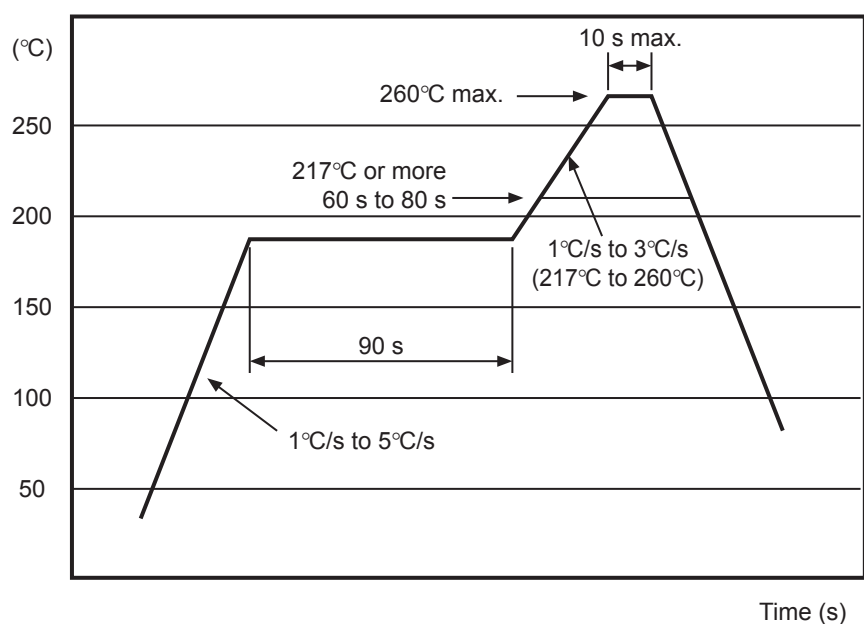 (°C)
10 s max.
260°C max.
250
217°C or more
60 s to 80 s
200
1°C/s to 3°C/s
(217°C to 260°C)
150
90 s
100
1°C/s to 5°C/s
50
Time (s)